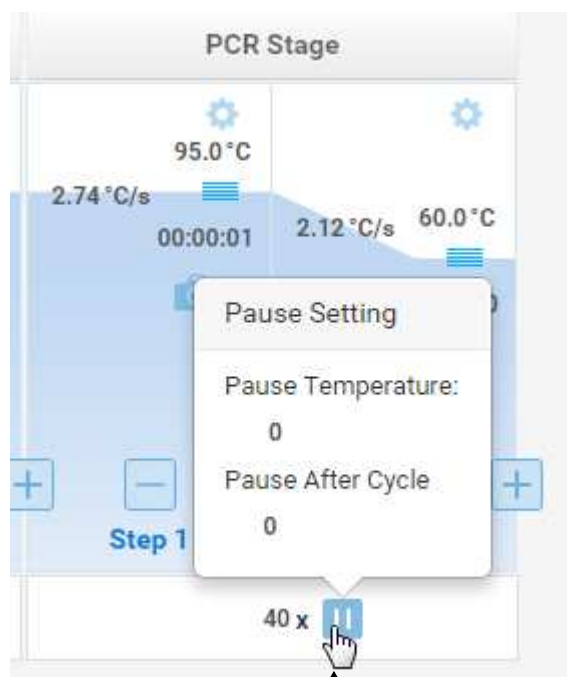 PCR Stage
95.0°C
2.74°C/s
00:00:01
2.12°C/s
60.0°C
Pause Setting
Pause Temperature:
0
Pause After Cycle
0
Step 1
40 x